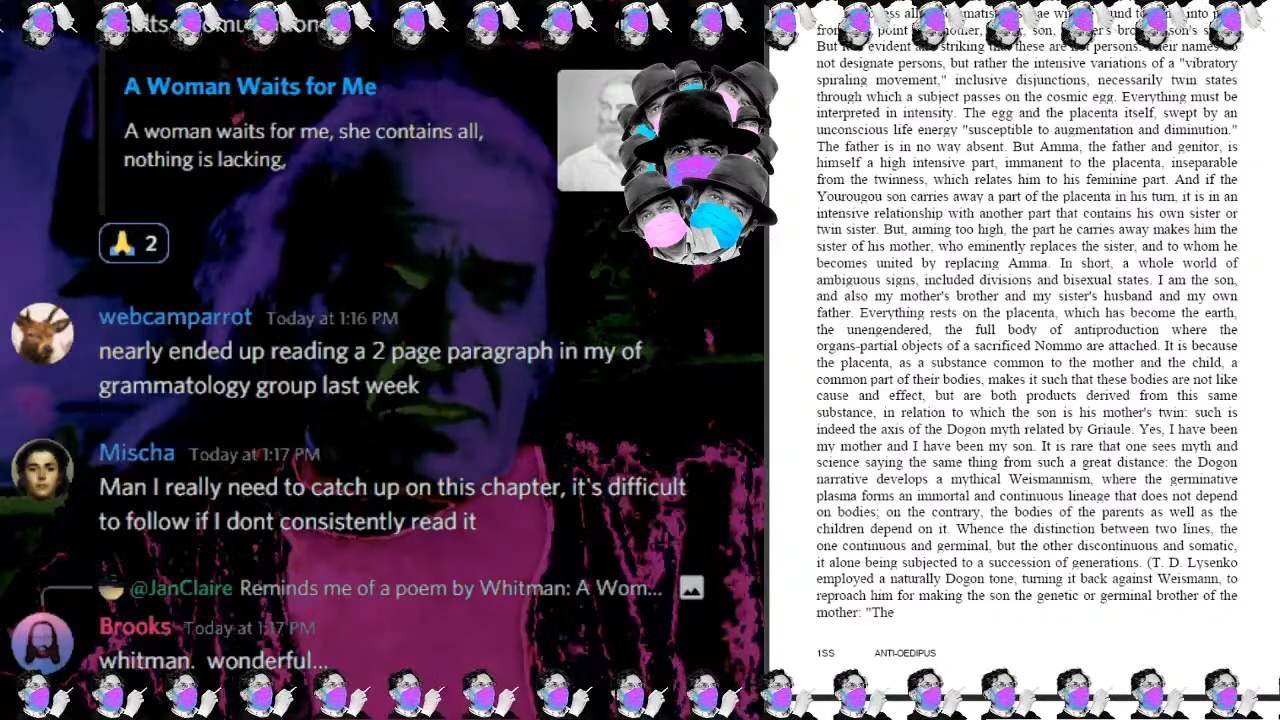 A Woman Waits for Me
A woman waits for me, she contains all,
nothing is lacking,
🙏 2
webcamparrot Today at 1:16 PM
nearly ended up reading a 2 page paragraph in my of
grammatology group last week
Mischa Today at 1:17 PM
Man I really need to catch up on this chapter, it's difficult
to follow if I dont consistently read it
@JanClaire Reminds me of a poem by Whitman: A Wom...
Brooks Today at 1:17 PM
whitman. wonderful...
But it is evident and striking that these are not persons. Their names do
not designate persons, but rather the intensive variations of a "vibratory
spiraling movement," inclusive disjunctions, necessarily twin states
through which a subject passes on the cosmic egg. Everything must be
interpreted in intensity. The egg and the placenta itself, swept by an
unconscious life energy "susceptible to augmentation and diminution."
The father is in no way absent. But Amma, the father and genitor, is
himself a high intensive part, immanent to the placenta, inseparable
from the twinness, which relates him to his feminine part. And if the
Yourougou son carries away a part of the placenta in his turn, it is in an
intensive relationship with another part that contains his own sister or
twin sister. But, aiming too high, the part he carries away makes him the
sister of his mother, who eminently replaces the sister, and to whom he
becomes united by replacing Amma. In short, a whole world of
ambiguous signs, included divisions and bisexual states. I am the son,
and also my mother's brother and my sister's husband and my own
father. Everything rests on the placenta, which has become the earth,
the unengendered, the full body of antiproduction where the
organs-partial objects of a sacrificed Nommo are attached. It is because
the placenta, as a substance common to the mother and the child, a
common part of their bodies, makes it such that these bodies are not like
cause and effect, but are both products derived from this same
substance, in relation to which the son is his mother's twin: such is
indeed the axis of the Dogon myth related by Griaule. Yes, I have been
my mother and I have been my son. It is rare that one sees myth and
science saying the same thing from such a great distance: the Dogon
narrative develops a mythical Weismannism, where the germinative
plasma forms an immortal and continuous lineage that does not depend
on bodies; on the contrary, the bodies of the parents as well as the
children depend on it. Whence the distinction between two lines, the
one continuous and germinal, but the other discontinuous and somatic,
it alone being subjected to a succession of generations. (T. D. Lysenko
employed a naturally Dogon tone, turning it back against Weismann, to
reproach him for making the son the genetic or germinal brother of the
mother: "The
1SS ANTI-OEDIPUS